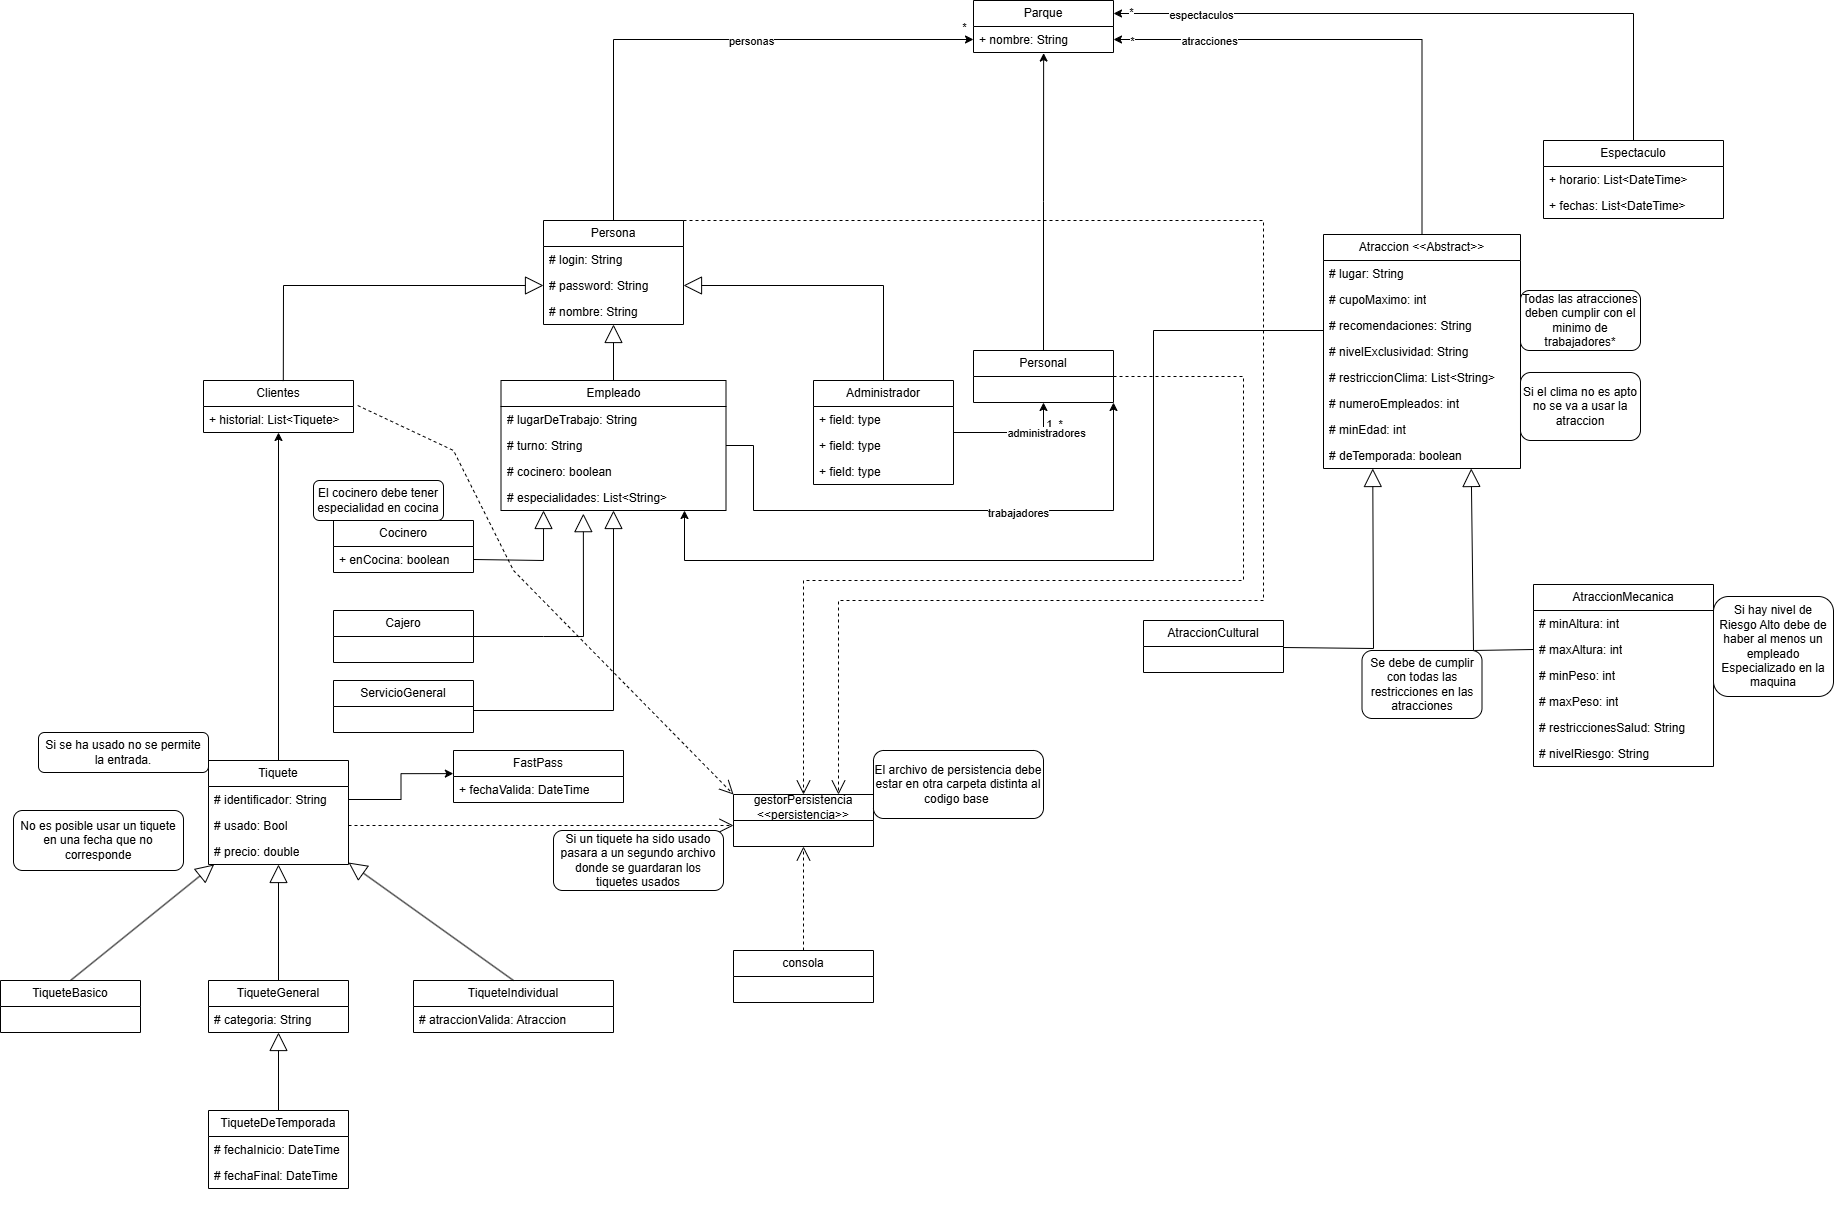 Parque
+ nombre: String
*
personas
*
espectaculos
*
atracciones
Espectaculo
+ horario: List<DateTime>
+ fechas: List<DateTime>
Persona
# login: String
# password: String
# nombre: String
Atraccion <<Abstract>>
# lugar: String
# cupoMaximo: int
# recomendaciones: String
# nivelExclusividad: String
# restriccionClima: List<String>
# numeroEmpleados: int
# minEdad: int
# deTemporada: boolean
Todas las atracciones
deben cumplir con el
minimo de
trabajadores*
Si el clima no es apto
no se va a usar la
atraccion
Personal
Clientes
+ historial: List<Tiquete>
Empleado
# lugarDeTrabajo: String
# turno: String
# cocinero: boolean
# especialidades: List<String>
Administrador
+ field: type
+ field: type
+ field: type
1..*
administradores
trabajadores
El cocinero debe tener
especialidad en cocina
Cocinero
+ enCocina: boolean
Cajero
ServicioGeneral
AtraccionCultural
Se debe de cumplir
con todas las
restricciones en las
atracciones
AtraccionMecanica
# minAltura: int
# maxAltura: int
# minPeso: int
# maxPeso: int
# restriccionesSalud: String
# nivelRiesgo: String
Si hay nivel de
Riesgo Alto debe de
haber al menos un
empleado
Especializado en la
maquina
Si se ha usado no se permite
la entrada.
Tiquete
# identificador: String
# usado: Bool
# precio: double
No es posible usar un tiquete
en una fecha que no
corresponde
FastPass
+ fechaValida: DateTime
gestorPersistencia
<<persistencia>>
El archivo de persistencia debe
estar en otra carpeta distinta al
codigo base
Si un tiquete ha sido usado
pasara a un segundo archivo
donde se guardaran los
tiquetes usados
consola
TiqueteBasico
TiqueteGeneral
# categoria: String
TiqueteIndividual
# atraccionValida: Atraccion
TiqueteDeTemporada
# fechaInicio: DateTime
# fechaFinal: DateTime